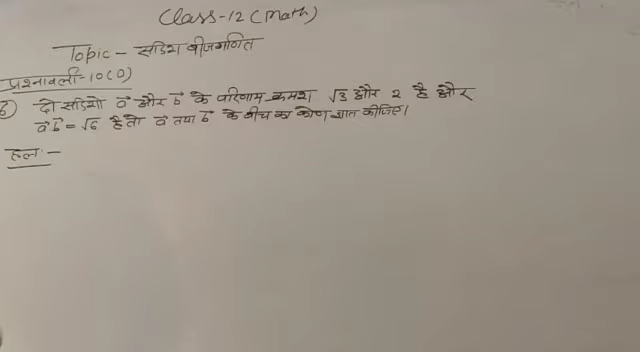 Class-12 (Math)
Topic - सदिश बीजगणित
प्रश्नावली-10(D)
दो सदिशो a⃗ और b⃗ के परिणाम क्रमश √3 और 2 है और
a⃗ b⃗ = √6 है तो a⃗ तथा b⃗ के बीच का कोण ज्ञात कीजिए।
हल: -